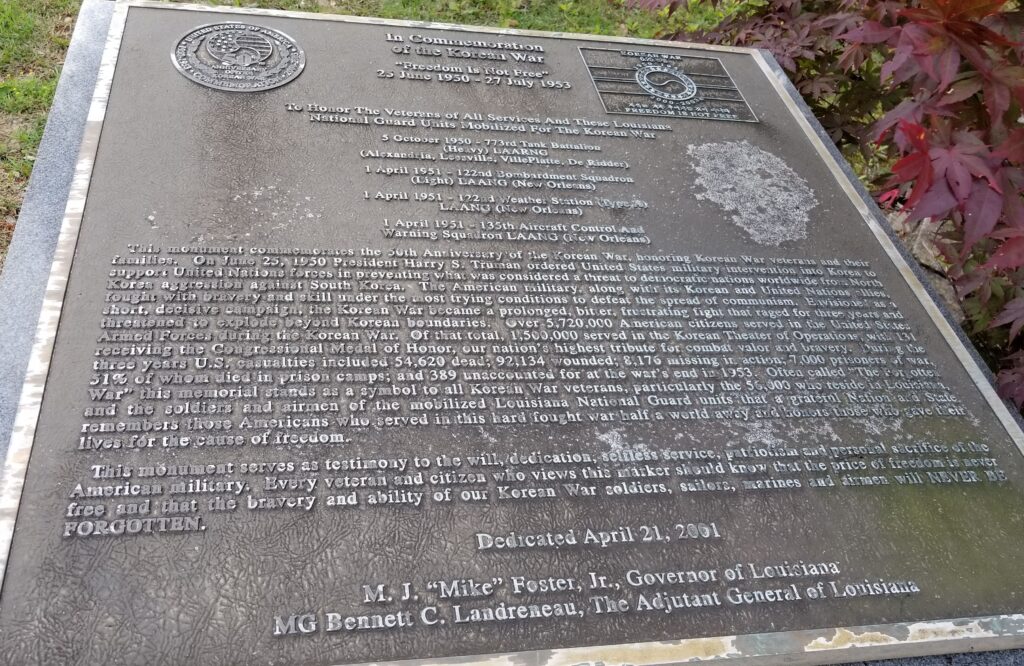 In Commemoration
of the Korean War
"Freedom Is Not Free"
25 June 1950 - 27 July 1953
KOREAN WAR
FREEDOM IS NOT FREE
To Honor The Veterans of All Services And These Louisiana
National Guard Units Mobilized For The Korean War
5 October 1950 - 773rd Tank Battalion
(Heavy) LAARNG
(Alexandria, Leesville, VillePlatte, De Ridder)
1 April 1951 - 122nd Bombardment Squadron
(Light) LAANG (New Orleans)
1 April 1951 - 122nd Weather Station (Type
LAANG (New Orleans)
1 April 1951 - 135th Aircraft Control And
Warning Squadron LAANG (New Orleans)
This monument commemorates the 50th Anniversary of the Korean War, honoring Korean War veterans and their
families. On June 25, 1950 President Harry S. Truman ordered United States military intervention into Korea to
support United Nations forces in preventing what was considered a threat to democratic nations worldwide from North
Korea aggression against South Korea. The American military, along with its Korean and United Nations allies,
fought with bravery and skill under the most trying conditions to defeat the spread of communism. Envisioned as a
short, decisive campaign, the Korean War became a prolonged, bitter, frustrating fight that raged for three years and
threatened to explode beyond Korean boundaries. Over 5,720,000 American citizens served in the United States
Armed Forces during the Korean War. Of that total, 1,500,000 served in the Korean Theater of Operations, with 131
receiving the Congressional Medal of Honor, our nation's highest tribute for combat valor and bravery. During the
three years U.S. casualties included 54,620 dead; 92,134 wounded; 8,176 missing in action; 7,000 prisoners of war
51% of whom died in prison camps; and 389 unaccounted for at the war's end in 1953. Often called "The Forgotten
War" this memorial stands as a symbol to all Korean War veterans, particularly the 56,000 who reside in Louisiana,
and the soldiers and airmen of the mobilized Louisiana National Guard units that a grateful Nation and State
remembers those Americans who served in this hard fought war half a world away and honors those who gave their
lives for the cause of freedom.
This monument serves as testimony to the will, dedication, selfless service, patriotism and personal sacrifice of the
American military. Every veteran and citizen who views this marker should know that the price of freedom is never
free and that the bravery and ability of our Korean War soldiers, sailors, marines and airmen will NEVER BE
FORGOTTEN.
Dedicated April 21, 2001
M. J. "Mike" Foster, Jr., Governor of Louisiana
MG Bennett C. Landreneau, The Adjutant General of Louisiana